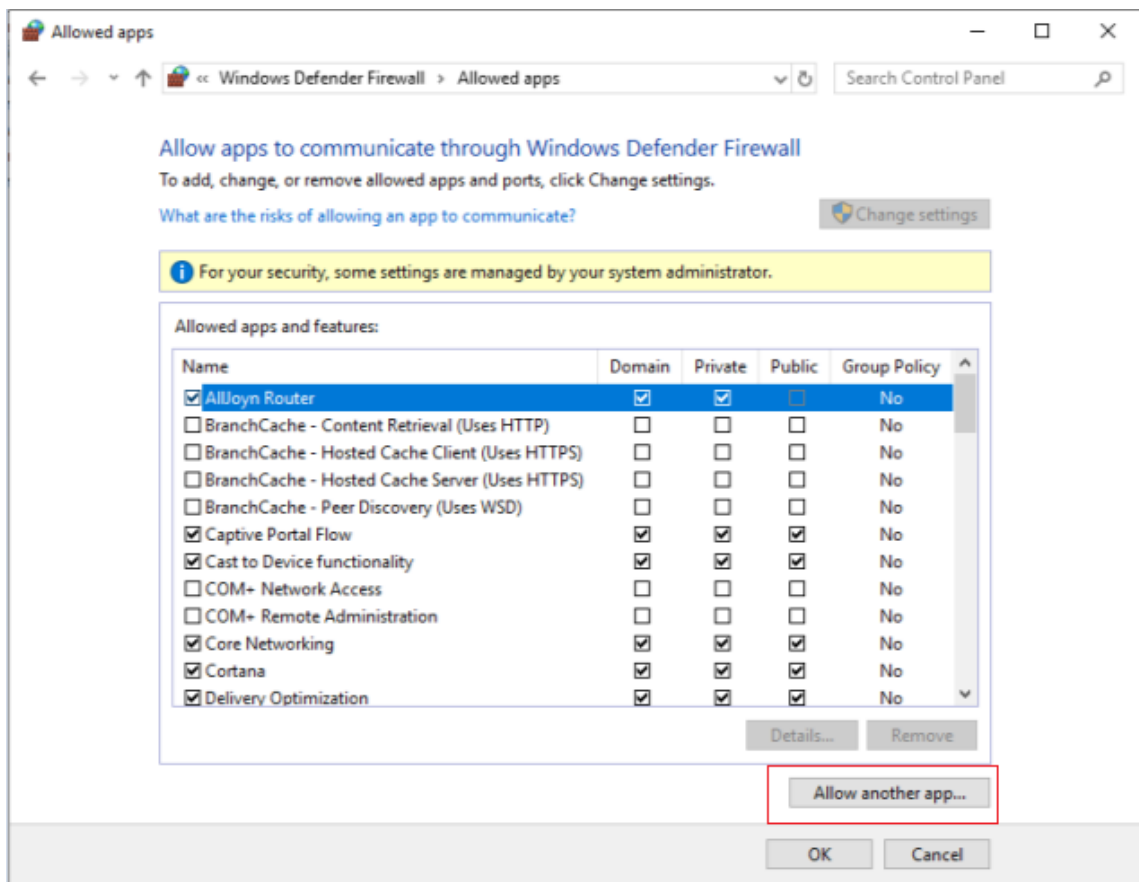 Allowed apps
« Windows Defender Firewall › Allowed apps
Search Control Panel
Allow apps to communicate through Windows Defender Firewall
To add, change, or remove allowed apps and ports, click Change settings.
What are the risks of allowing an app to communicate?
Change settings
For your security, some settings are managed by your system administrator.
Allowed apps and features:
Name Domain Private Public Group Policy
AllJoyn Router No
BranchCache - Content Retrieval (Uses HTTP) No
BranchCache - Hosted Cache Client (Uses HTTPS) No
BranchCache - Hosted Cache Server (Uses HTTPS) No
BranchCache - Peer Discovery (Uses WSD) No
Captive Portal Flow No
Cast to Device functionality No
COM+ Network Access No
COM+ Remote Administration No
Core Networking No
Cortana No
Delivery Optimization No
Details... Remove
Allow another app...
OK Cancel